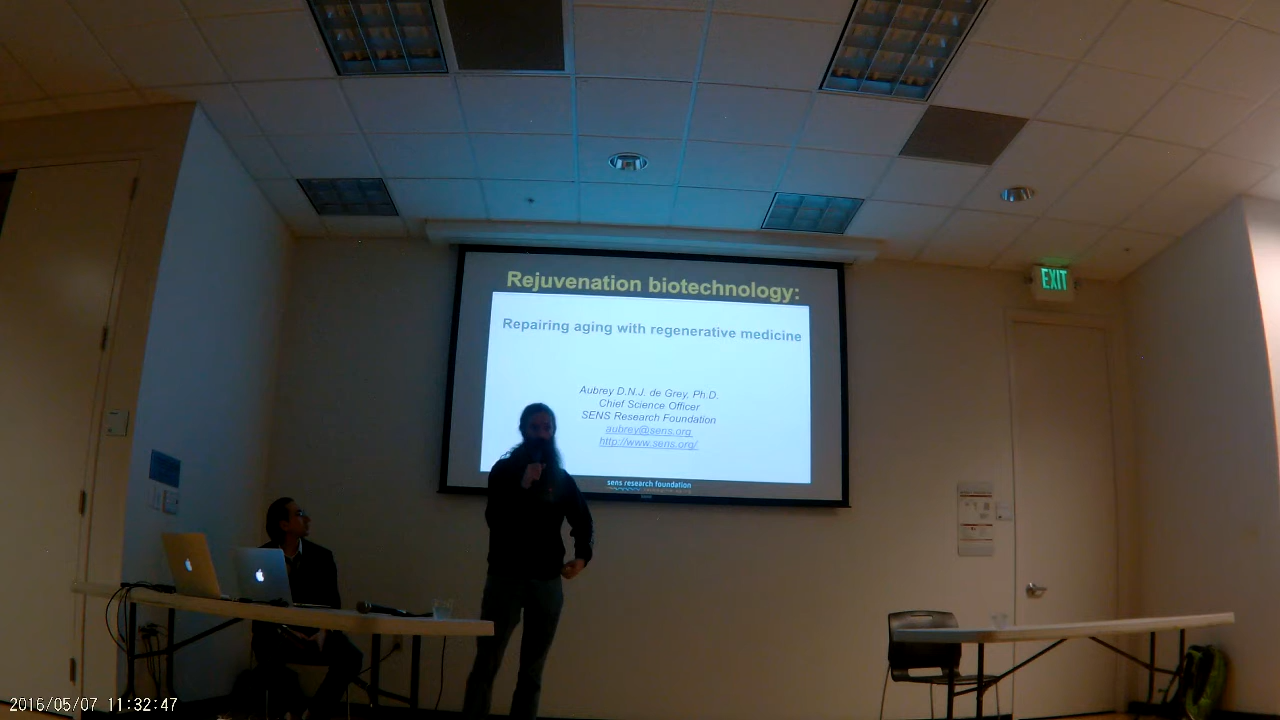 Rejuvenation biotechnology:
Repairing aging with regenerative medicine
Aubrey D.N.J. de Grey, Ph.D.
Chief Science Officer
SENS Research Foundation
aubrey@sens.org
http://www.sens.org/
sens research foundation
EXIT
2016/05/07 11:32:47